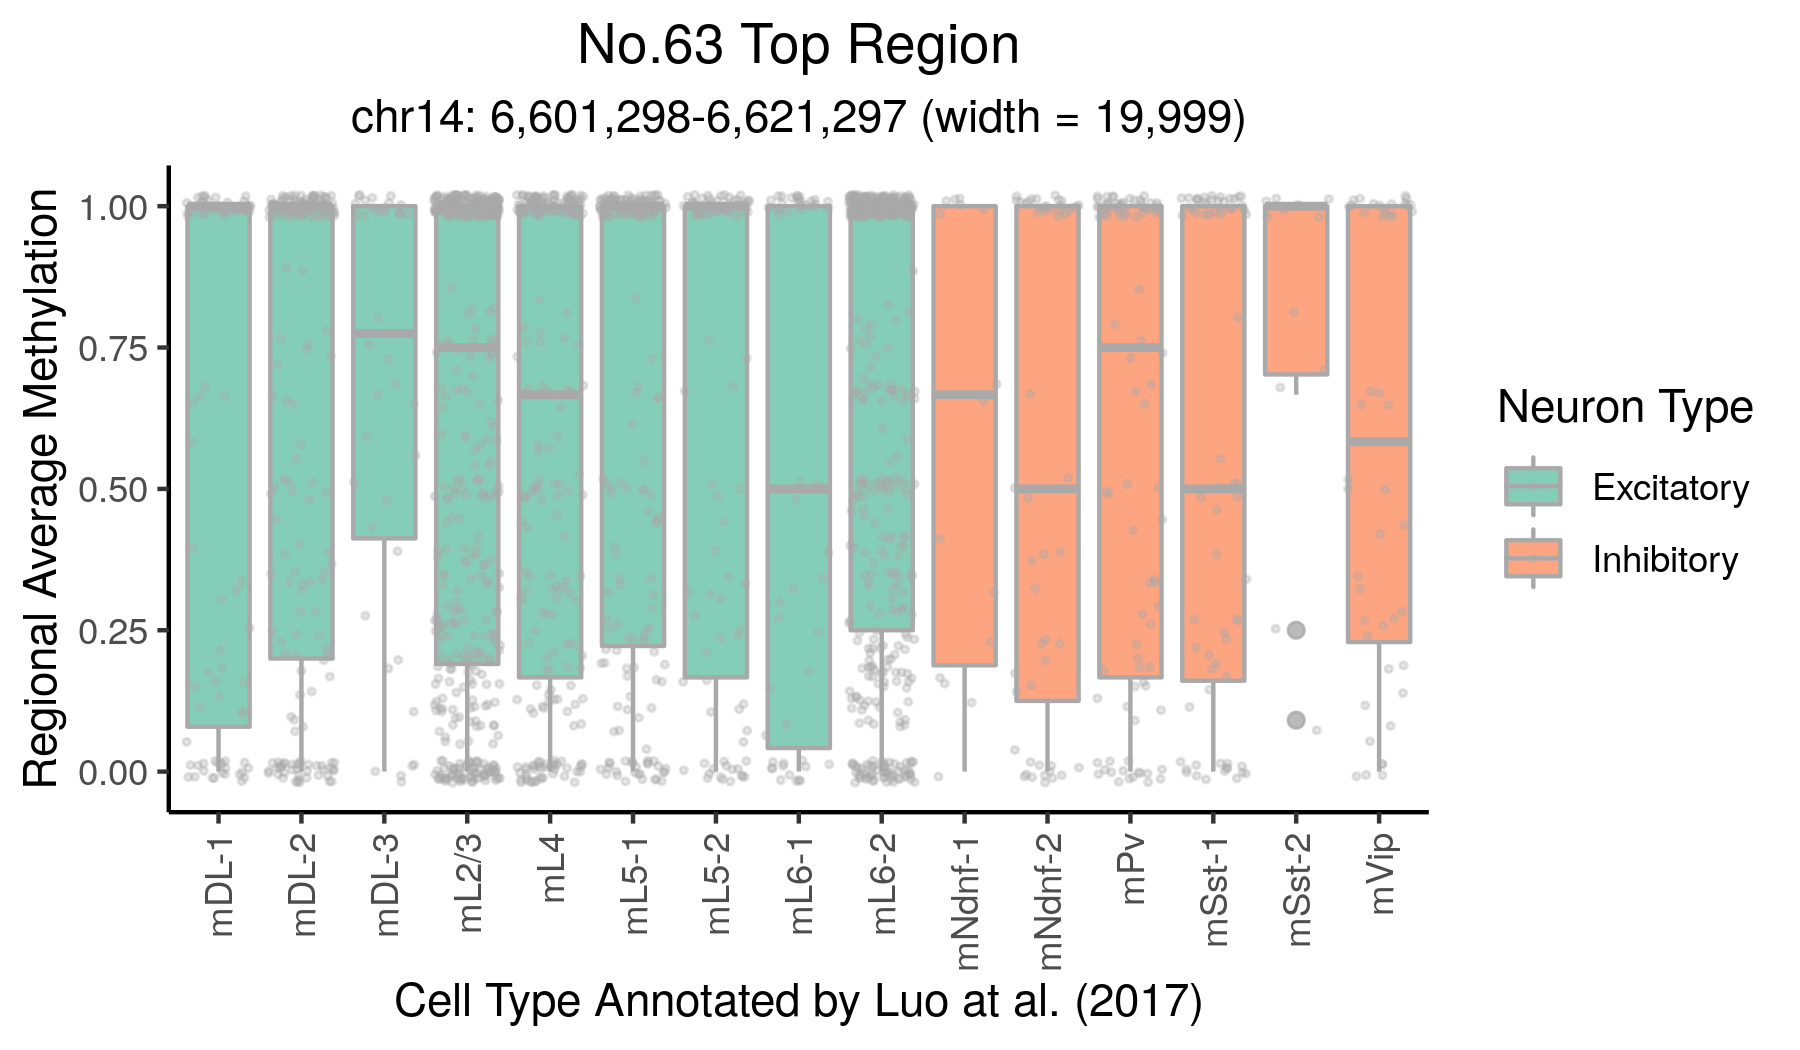 No.63 Top Region
chr14: 6,601,298-6,621,297 (width = 19,999)
Regional Average Methylation
1.00
0.75
0.50
0.25
0.00
mDL-1
mDL-2
mDL-3
mL2/3
mL4
mL5-1
mL5-2
mL6-1
mL6-2
mNdnf-1
mNdnf-2
mPv
mSst-1
mSst-2
mVip
Cell Type Annotated by Luo at al. (2017)
Neuron Type
Excitatory
Inhibitory